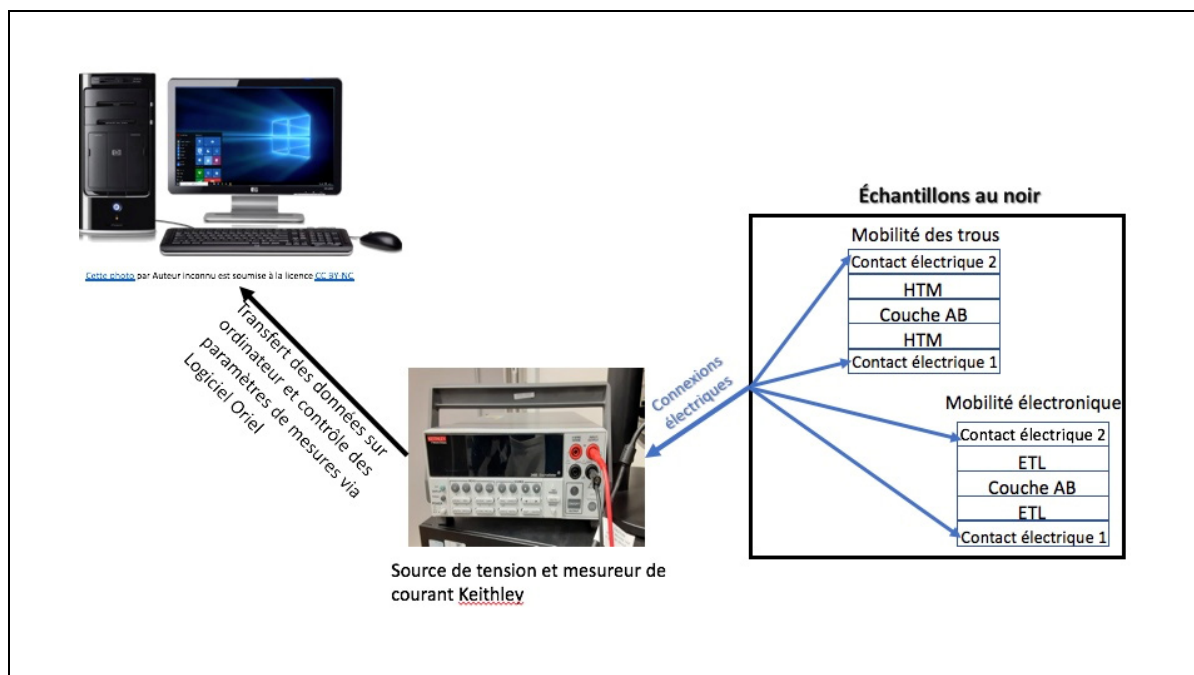 Cette photo par Auteur inconnu est soumise à la licence CC BY-NC
Transfert des données sur
ordinateur et contrôle des
paramètres de mesures via
Logiciel Oriel
Source de tension et mesureur de
courant Keithley
Connexions
électriques
Échantillons au noir
Mobilité des trous
Contact électrique 2
HTM
Couche AB
HTM
Contact électrique 1
Mobilité électronique
Contact électrique 2
ETL
Couche AB
ETL
Contact électrique 1